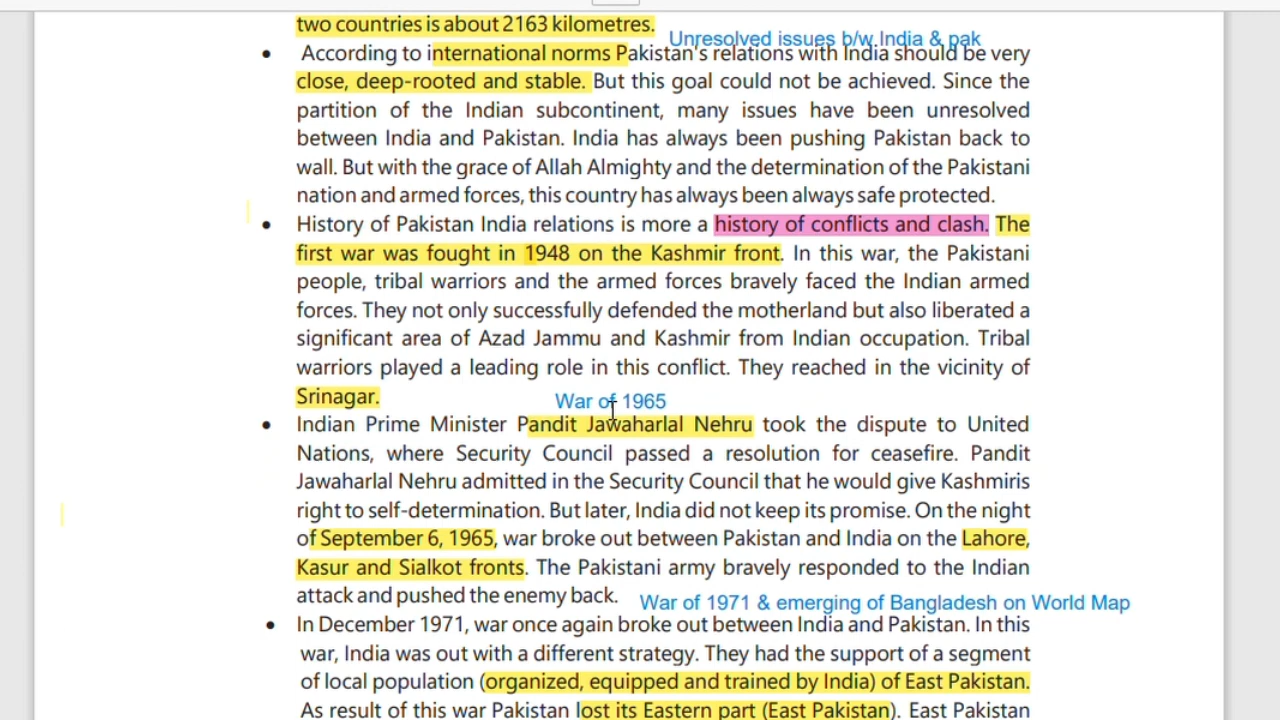 two countries is about 2163 kilometres.
Unresolved issues b/w India & pak
• According to international norms Pakistan's relations with India should be very
close, deep-rooted and stable. But this goal could not be achieved. Since the
partition of the Indian subcontinent, many issues have been unresolved
between India and Pakistan. India has always been pushing Pakistan back to
wall. But with the grace of Allah Almighty and the determination of the Pakistani
nation and armed forces, this country has always been always safe protected.
• History of Pakistan India relations is more a history of conflicts and clash. The
first war was fought in 1948 on the Kashmir front. In this war, the Pakistani
people, tribal warriors and the armed forces bravely faced the Indian armed
forces. They not only successfully defended the motherland but also liberated a
significant area of Azad Jammu and Kashmir from Indian occupation. Tribal
warriors played a leading role in this conflict. They reached in the vicinity of
Srinagar.
War of 1965
• Indian Prime Minister Pandit Jawaharlal Nehru took the dispute to United
Nations, where Security Council passed a resolution for ceasefire. Pandit
Jawaharlal Nehru admitted in the Security Council that he would give Kashmiris
right to self-determination. But later, India did not keep its promise. On the night
of September 6, 1965, war broke out between Pakistan and India on the Lahore,
Kasur and Sialkot fronts. The Pakistani army bravely responded to the Indian
attack and pushed the enemy back.
War of 1971 & emerging of Bangladesh on World Map
• In December 1971, war once again broke out between India and Pakistan. In this
war, India was out with a different strategy. They had the support of a segment
of local population (organized, equipped and trained by India) of East Pakistan.
As result of this war Pakistan lost its Eastern part (East Pakistan). East Pakistan